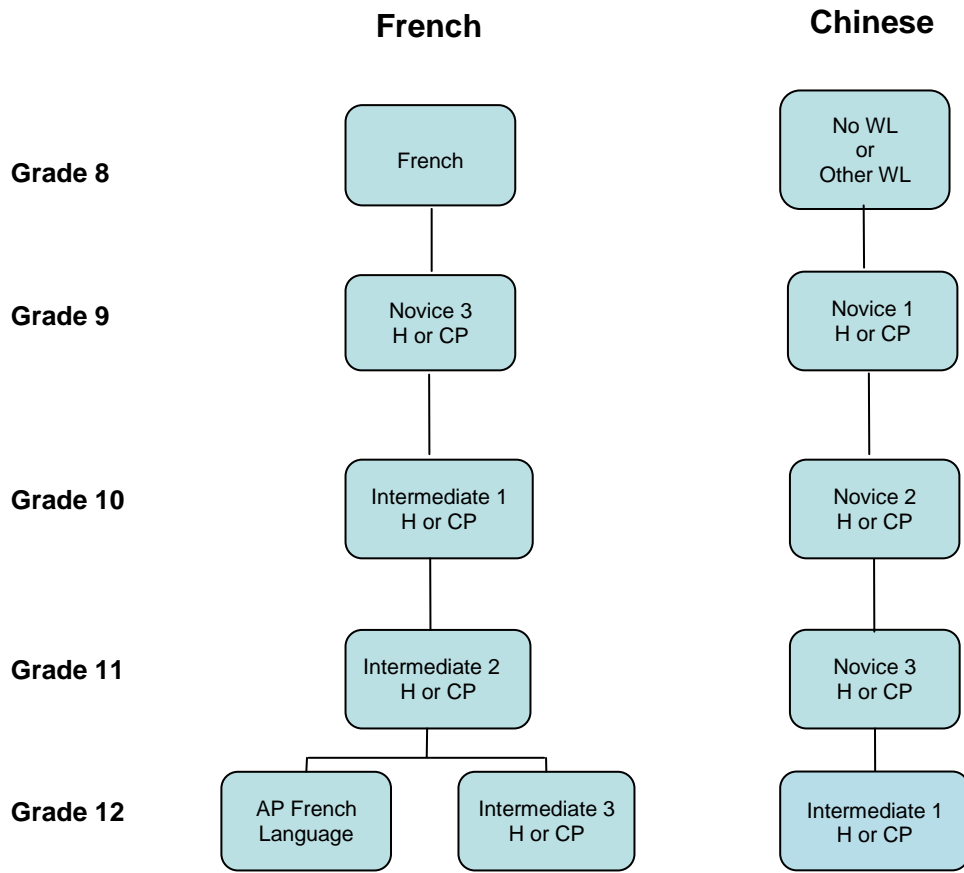 French
Chinese
Grade 8
French
No WL
or
Other WL
Grade 9
Novice 3
H or CP
Novice 1
H or CP
Grade 10
Intermediate 1
H or CP
Novice 2
H or CP
Grade 11
Intermediate 2
H or CP
Novice 3
H or CP
Grade 12
AP French
Language
Intermediate 3
H or CP
Intermediate 1
H or CP